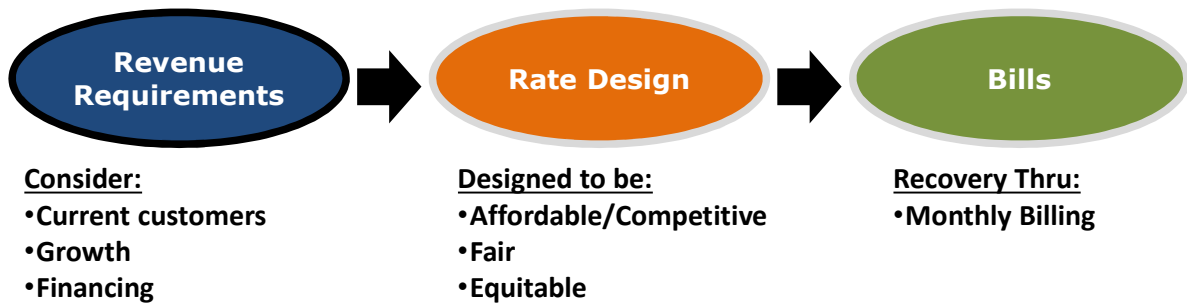 Revenue
Requirements
Rate Design
Bills
Consider:
•Current customers
•Growth
•Financing
Designed to be:
•Affordable/Competitive
•Fair
•Equitable
Recovery Thru:
•Monthly Billing